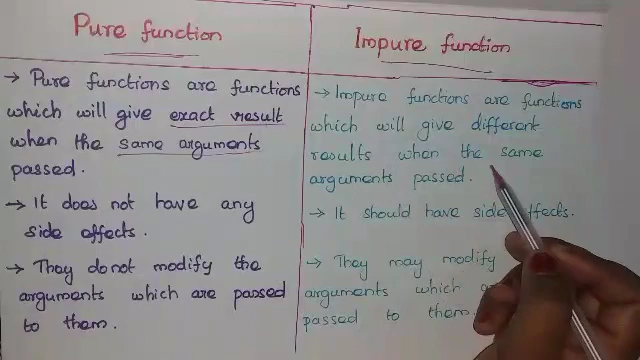 Pure function
→ Pure functions are functions
which will give exact result
when the same arguments
passed.
→ It does not have any
side effects.
→ They do not modify the
arguments which are passed
to them.
Impure function
→ Impure functions are functions
which will give different
results when the same
arguments passed.
→ It should have side ffects.
→ They may modify
arguments which
passed to them.